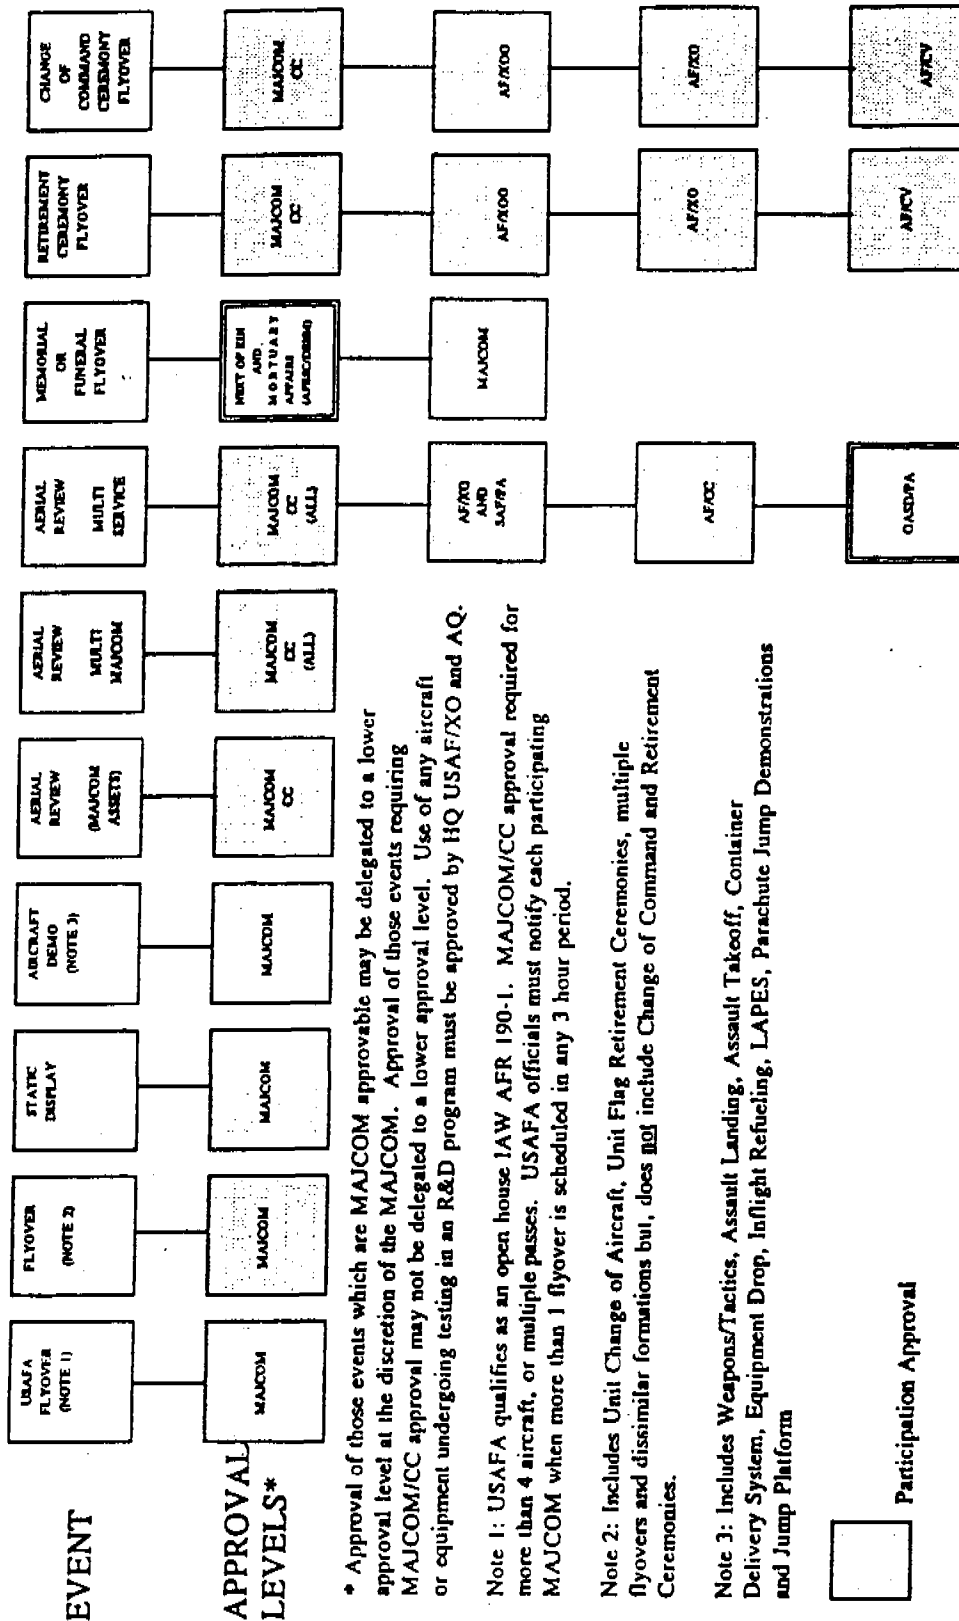 EVENT
USAFA
FLYOVER
(NOTE 1)
FLYOVER
(NOTE 2)
STATIC
DISPLAY
AIRCRAFT
DEMO
(NOTE 3)
AERIAL
REVIEW
(MAJCOM
ASSETS)
AERIAL
REVIEW
MULTI
MAJCOM
AERIAL
REVIEW
MULTI
SERVICE
MEMORIAL
OR
FUNERAL
FLYOVER
RETIREMENT
CEREMONY
FLYOVER
CHANGE
OF
COMMAND
CEREMONY
FLYOVER
APPROVAL
LEVELS*
MAJCOM
MAJCOM
MAJCOM
MAJCOM
MAJCOM
CC
MAJCOM
CC
(ALL)
MAJCOM
CC
(ALL)
NEXT OF KIN
AND
MORTUARY
AFFAIRS
MAJCOM
CC
MAJCOM
CC
AF/XO
AND
SAF/PA
MAJCOM
AF/XOO
AF/XOO
AF/CC
AF/XO
AF/XO
OASD/PA
AF/CV
AF/CV
* Approval of those events which are MAJCOM approvable may be delegated to a lower
approval level at the discretion of the MAJCOM. Approval of those events requiring
MAJCOM/CC approval may not be delegated to a lower approval level. Use of any aircraft
or equipment undergoing testing in an R&D program must be approved by HQ USAF/XO and AQ.
Note 1: USAFA qualifies as an open house IAW AFR 190-1. MAJCOM/CC approval required for
more than 4 aircraft, or multiple passes. USAFA officials must notify each participating
MAJCOM when more than 1 flyover is scheduled in any 3 hour period.
Note 2: Includes Unit Change of Aircraft, Unit Flag Retirement Ceremonies, multiple
flyovers and dissimilar formations but, does not include Change of Command and Retirement
Ceremonies.
Note 3: Includes Weapons/Tactics, Assault Landing, Assault Takeoff, Container
Delivery System, Equipment Drop, Inflight Refueling, LAPES, Parachute Jump Demonstrations
and Jump Platform
Participation Approval